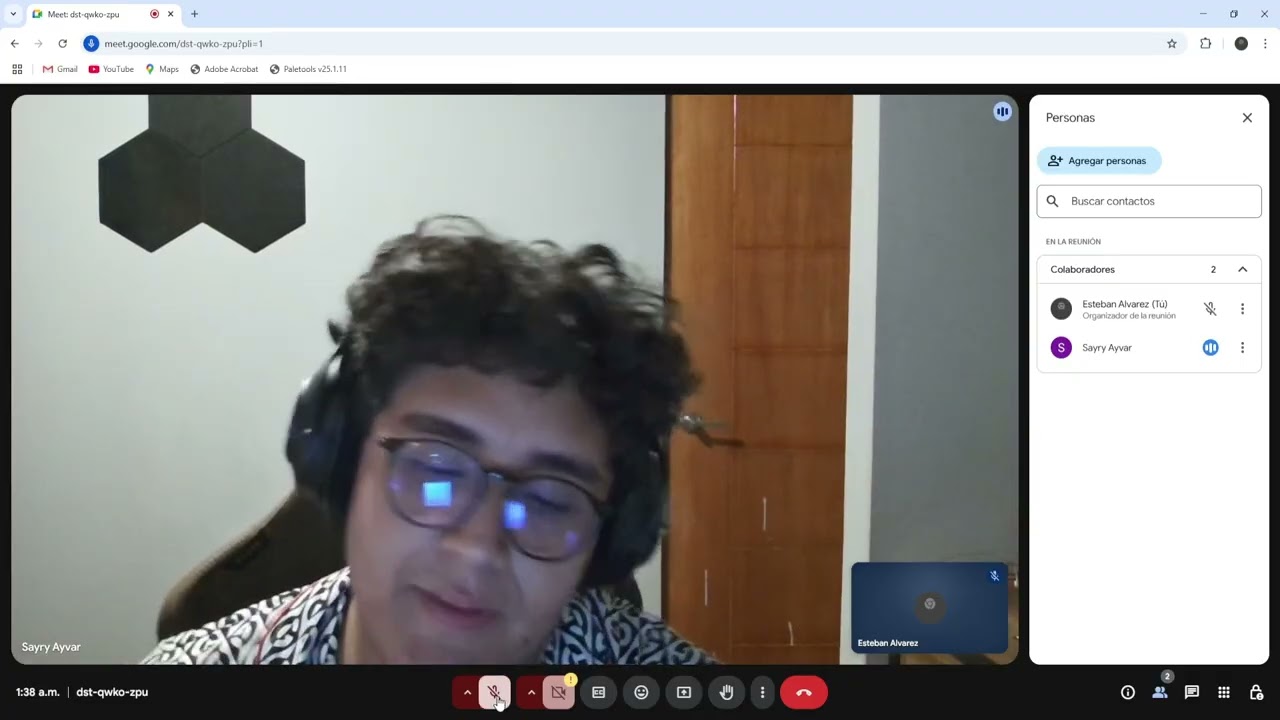 Meet: dst-qwko-zpu
meet.google.com/dst-qwko-zpu?pli=1
Gmail YouTube Maps Adobe Acrobat Paletools v25.1.11
Personas
Agregar personas
Buscar contactos
EN LA REUNIÓN
Colaboradores 2
Esteban Alvarez (Tú)
Organizador de la reunión
S Sayry Ayvar
Esteban Alvarez
Sayry Ayvar
1:38 a.m. | dst-qwko-zpu
2